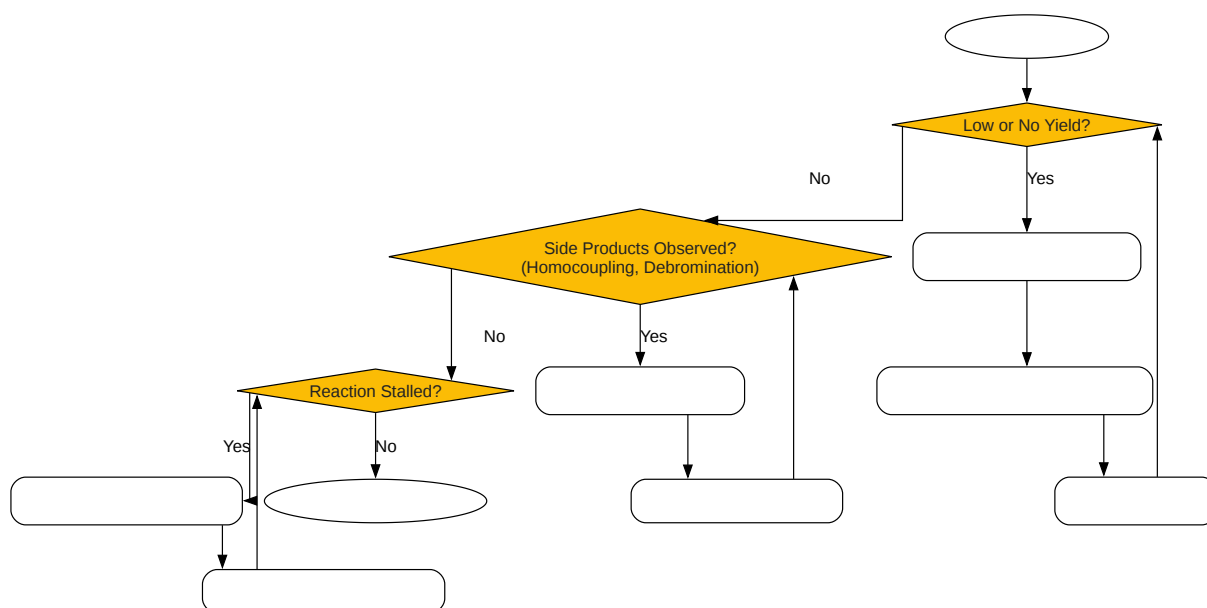 Low or No Yield?
No
Yes
Side Products Observed?
(Homocoupling, Debromination)
No
Yes
Reaction Stalled?
Yes
No